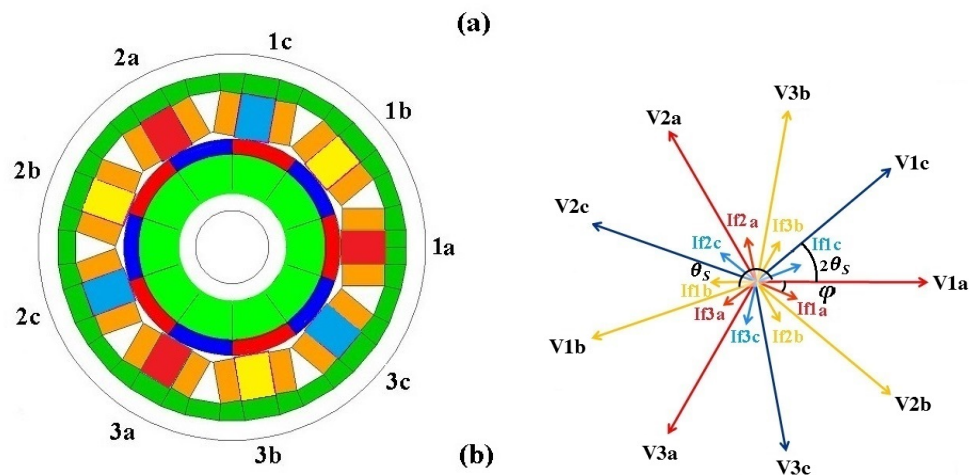 (a)
1c
2a
1b
2b
1a
2c
3c
3a
3b
(b)
V3b
V2a
V1c
V2c
If2a
If3b
If2c
If1c
θs
2θs
V1a
If1b
φ
If3a
If1a
If3c
If2b
V1b
V2b
V3a
V3c